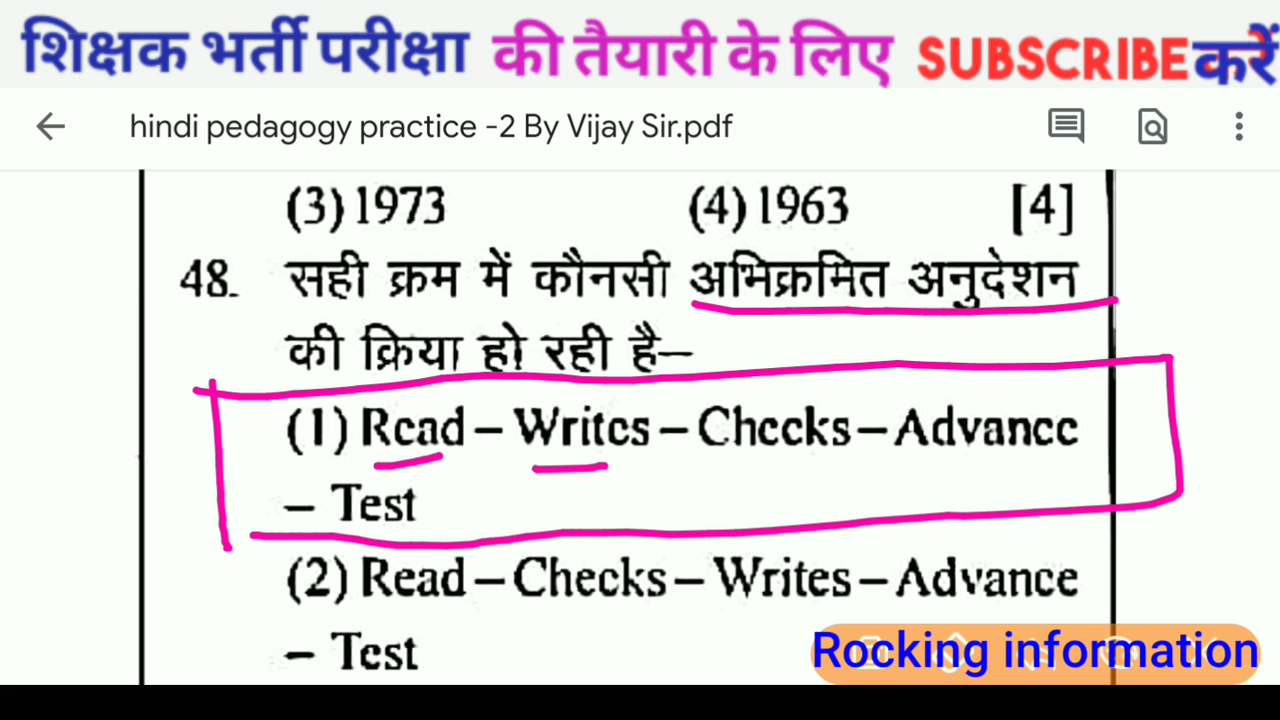 शिक्षक भर्ती परीक्षा की तैयारी के लिए SUBSCRIBE करें
hindi pedagogy practice -2 By Vijay Sir.pdf
(3) 1973 (4) 1963 [4]
48. सही क्रम में कौनसी अभिक्रमित अनुदेशन
की क्रिया हो रही है–
(1) Read – Writes – Checks – Advance
– Test
(2) Read – Checks – Writes – Advance
– Test
Rocking information